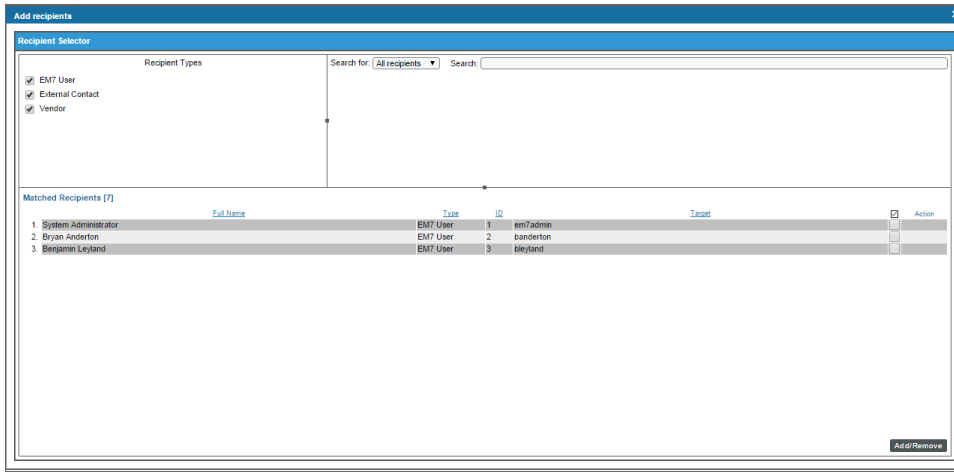 Add recipients
Recipient Selector
Recipient Types
EM7 User
External Contact
Vendor
Search for: All recipients Search:
Matched Recipients [7]
Full Name Type ID Target Action
1. System Administrator EM7 User 1 em7admin
2. Bryan Anderton EM7 User 2 banderton
3. Benjamin Leyland EM7 User 3 bleyland
Add/Remove